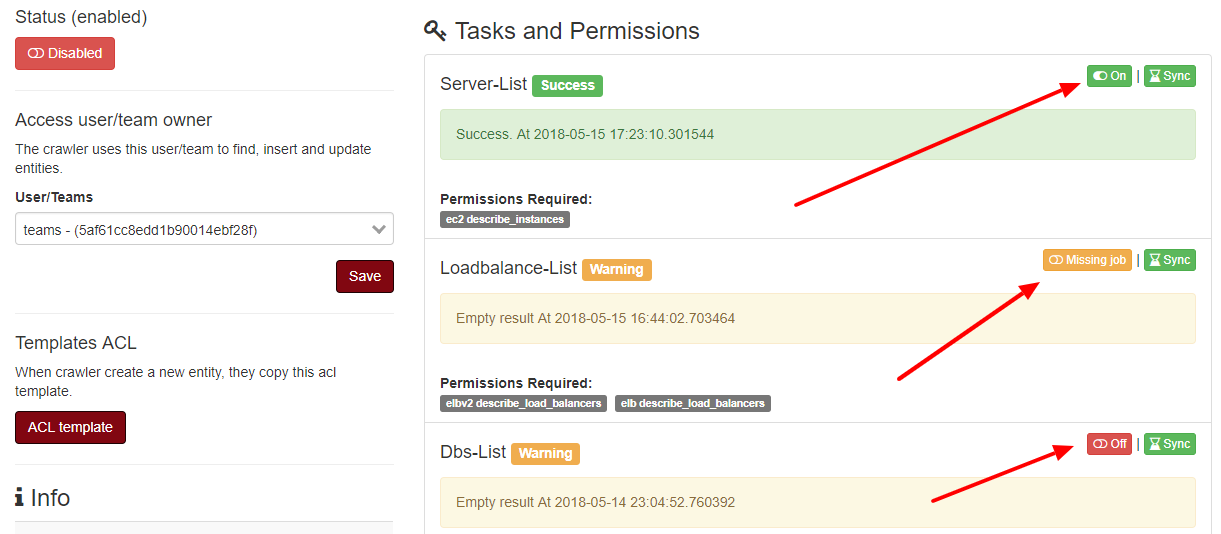 Status (enabled)
Disabled
Access user/team owner
The crawler uses this user/team to find, insert and update
entities.
User/Teams
teams - (5af61cc8edd1b90014ebf28f)
Save
Templates ACL
When crawler create a new entity, they copy this acl
template.
ACL template
Info
Tasks and Permissions
Server-List Success
On | Sync
Success. At 2018-05-15 17:23:10.301544
Permissions Required:
ec2 describe_instances
Loadbalance-List Warning
Missing job | Sync
Empty result At 2018-05-15 16:44:02.703464
Permissions Required:
elbv2 describe_load_balancers elb describe_load_balancers
Dbs-List Warning
Off | Sync
Empty result At 2018-05-14 23:04:52.760392